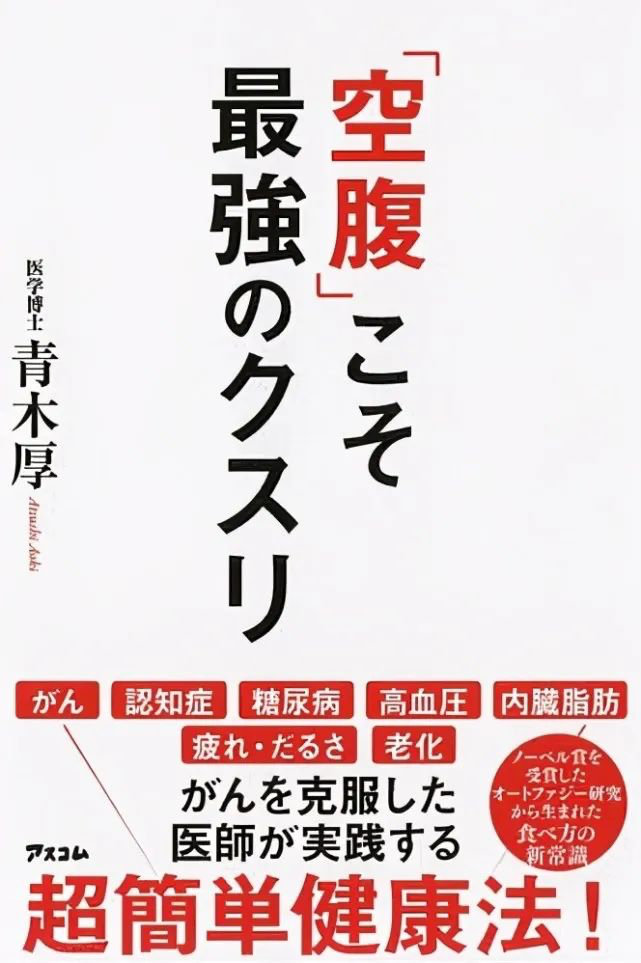 「空腹」こそ
最強のクスリ
医学博士 青木厚
Atsushi Aoki
がん
認知症
糖尿病
高血圧
内臓脂肪
疲れ・だるさ
老化
がんを克服した
医師が実践する
ノーベル賞を
受賞した
オートファジー研究
から生まれた
食べ方の
新常識
アスコム
超簡単健康法!